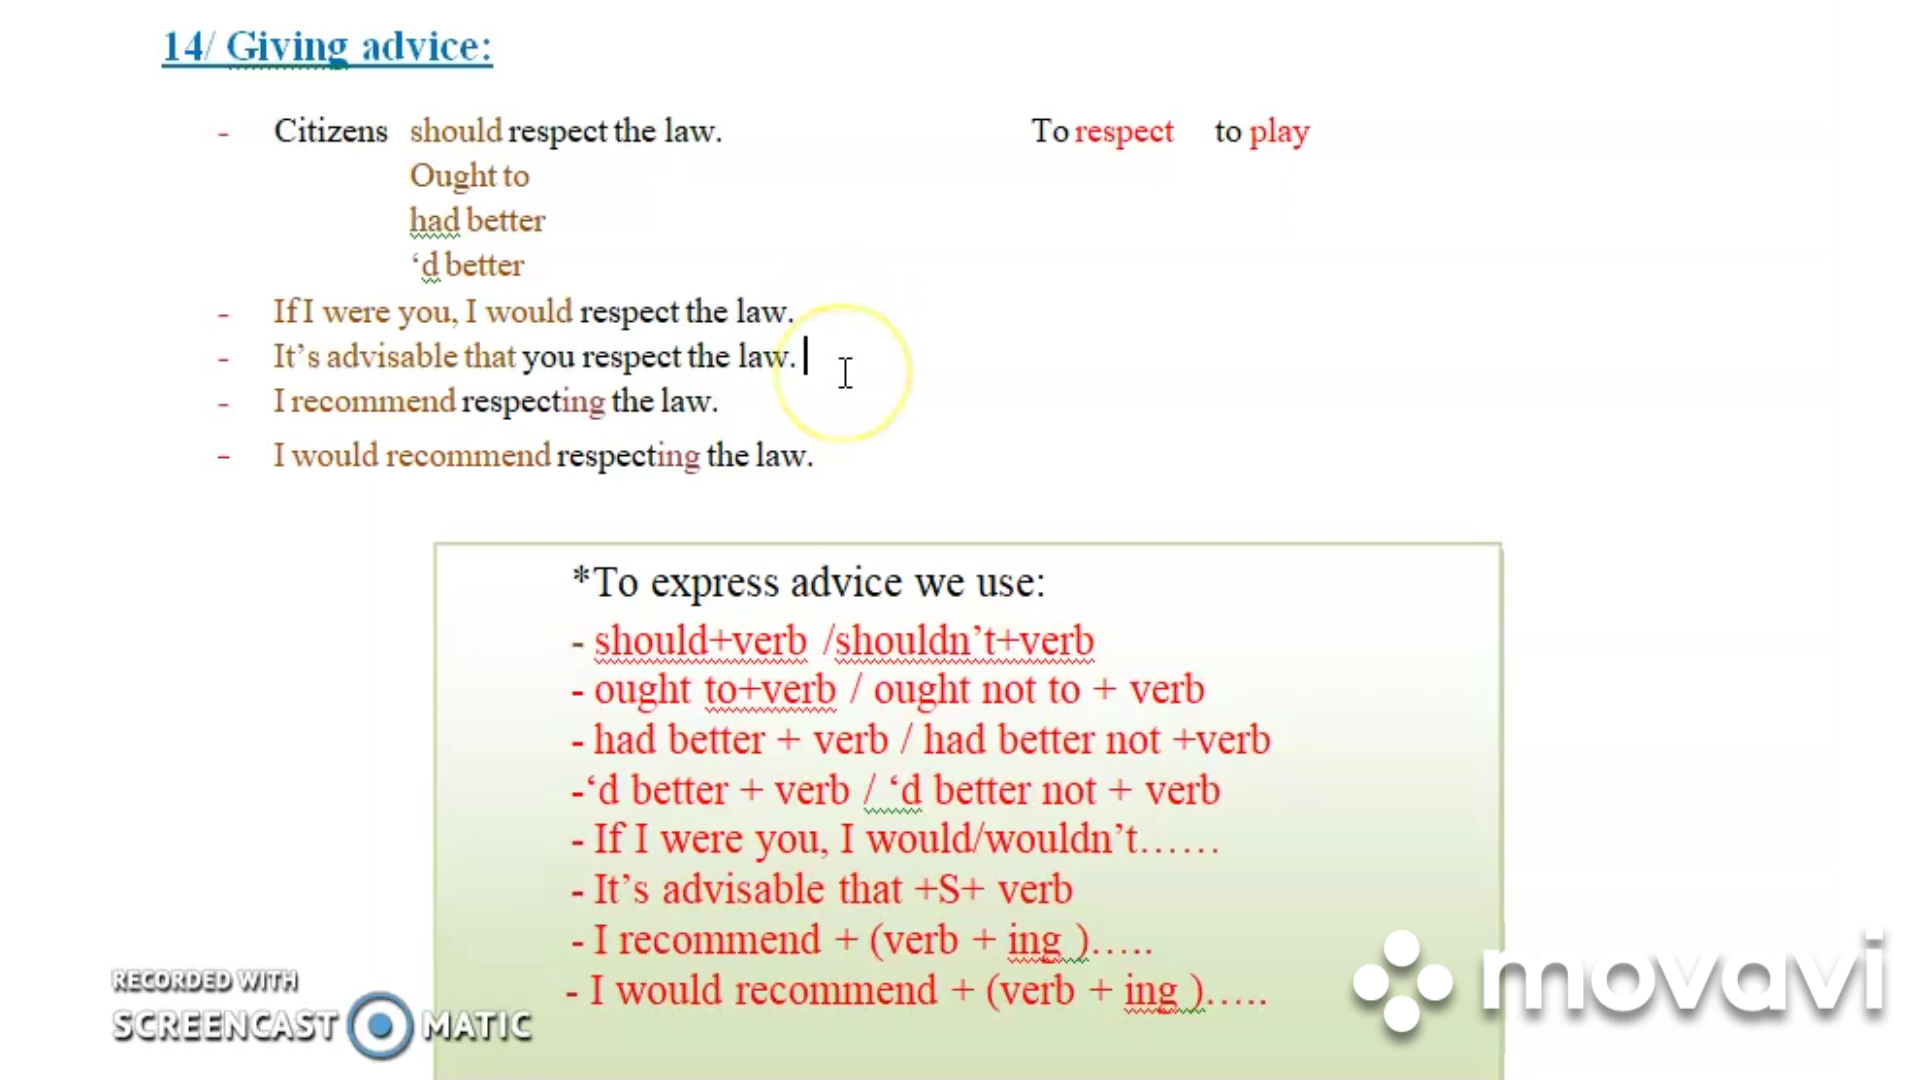 14/ Giving advice:
- Citizens should respect the law. To respect to play
Ought to
had better
‘d better
- If I were you, I would respect the law.
- It’s advisable that you respect the law.
- I recommend respecting the law.
- I would recommend respecting the law.
*To express advice we use:
- should+verb /shouldn’t+verb
- ought to+verb / ought not to + verb
- had better + verb / had better not +verb
-‘d better + verb / ‘d better not + verb
- If I were you, I would/wouldn’t……
- It’s advisable that +S+ verb
- I recommend + (verb + ing )…..
- I would recommend + (verb + ing )…..
RECORDED WITH
SCREENCAST MATIC
movavi